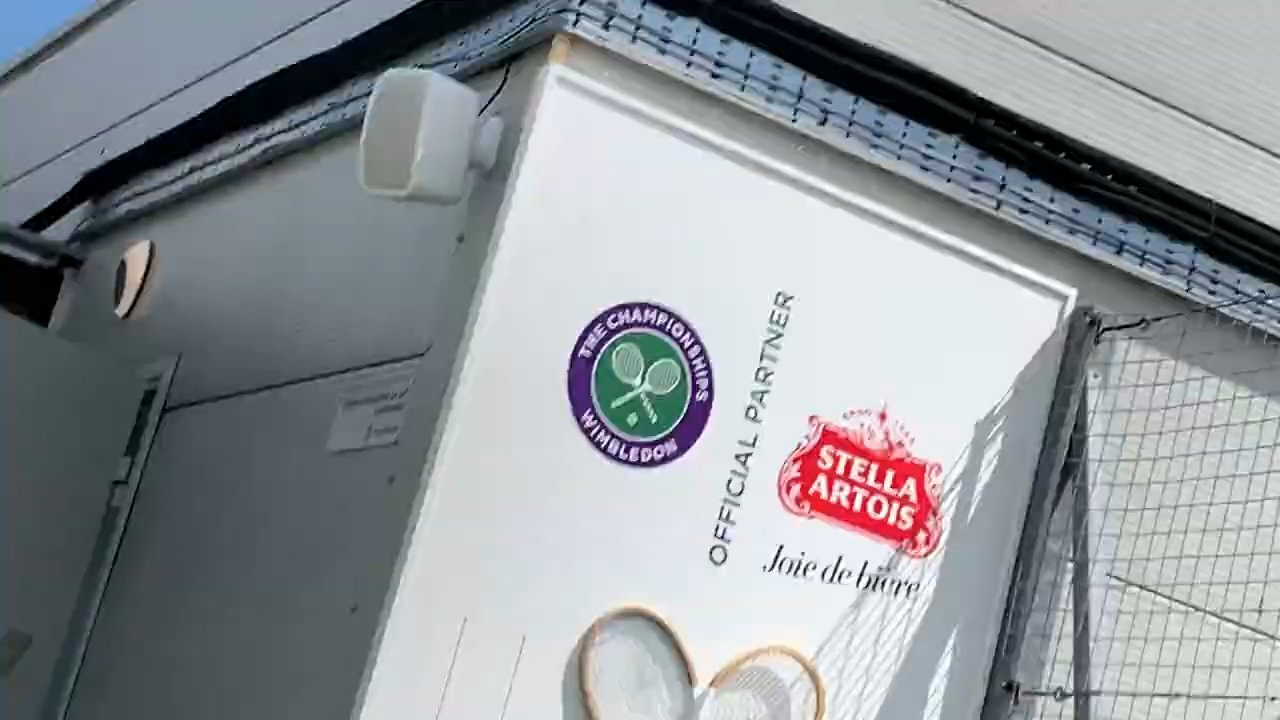 THE CHAMPIONSHIPS
WIMBLEDON
OFFICIAL PARTNER
STELLA
ARTOIS
Joie de bière